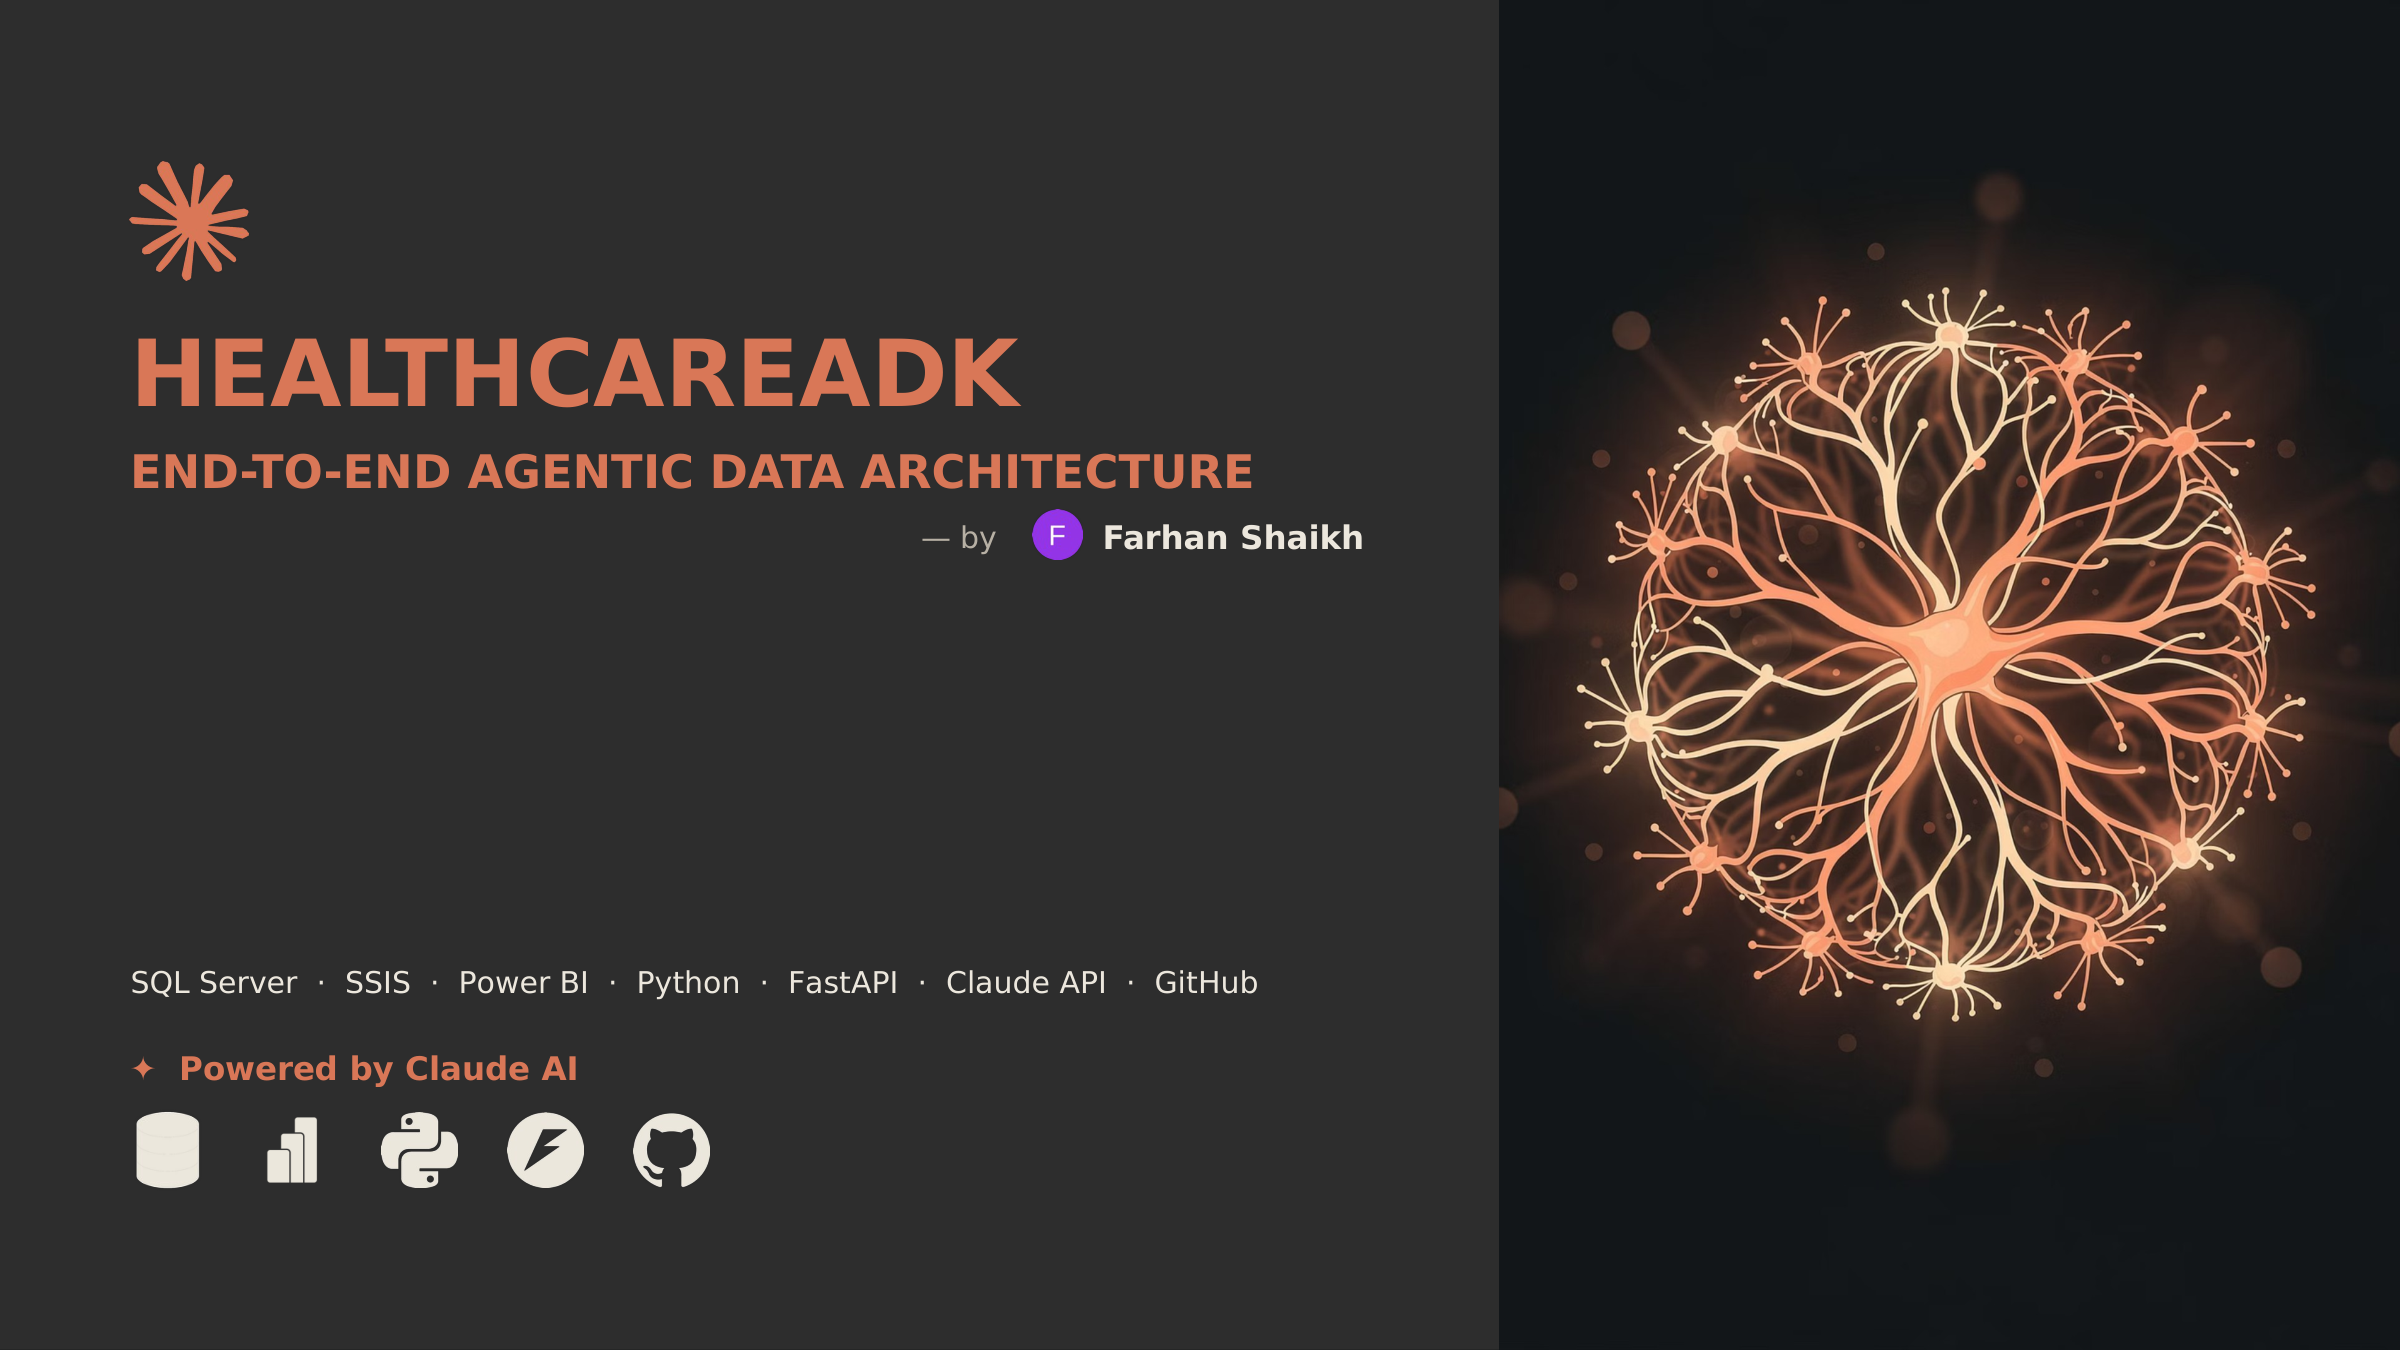 HEALTHCAREADK
END-TO-END AGENTIC DATA ARCHITECTURE
— by F Farhan Shaikh
SQL Server · SSIS · Power BI · Python · FastAPI · Claude API · GitHub
✦ Powered by Claude AI